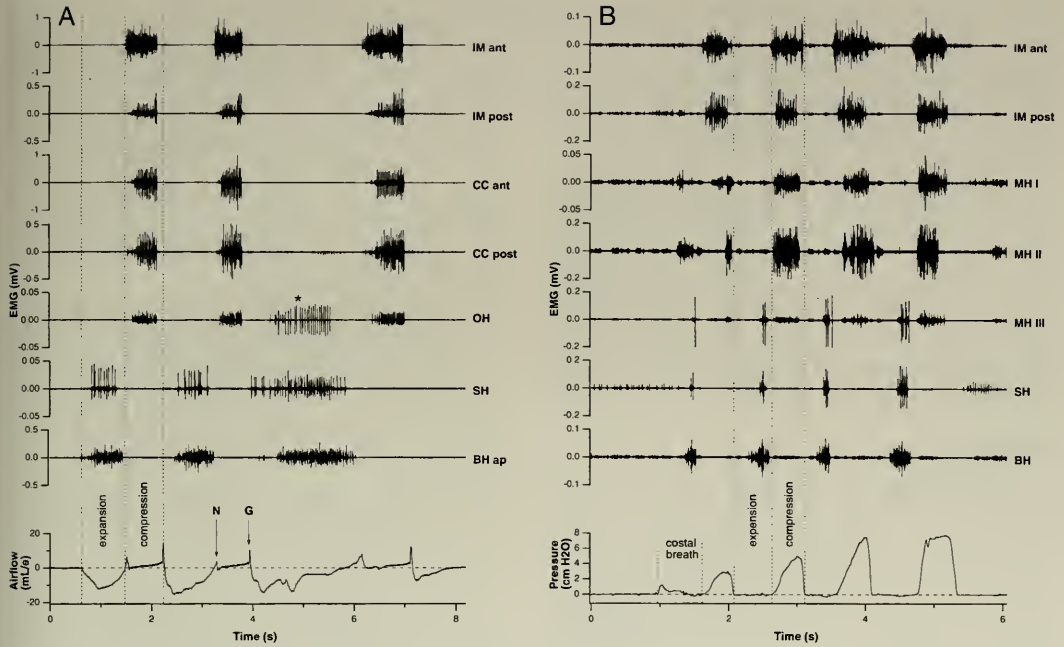 A
1
0
1
IM ant
0.5
0.0
-0.5
IM post
1
0
-1
CC ant
0 5
0.0
-0 5
CC post
0 05
0.0
-0.05
OH
*
0 05
0.00
-0.05
SH
0.5
0.0
-0.5
BH ap
EMG (mV)
expansion
compression
N
G
20
0
-20
Airflow
(mL/s)
0
2
4
6
8
Time (s)
B
0.1
0.0
-0.1
IM ant
0.2
0.0
-0.2
IM post
0.05
0.00
-0.05
MH I
0.2
0.0
-0.2
MH II
0.2
0.0
-0.2
MH III
0.2
0.0
-0.2
SH
0.1
0.0
-0.1
BH
EMG (mV)
costal
breath
expension
compression
8
6
4
2
0
Pressure
(cm H2O)
0
2
4
6
Time (s)